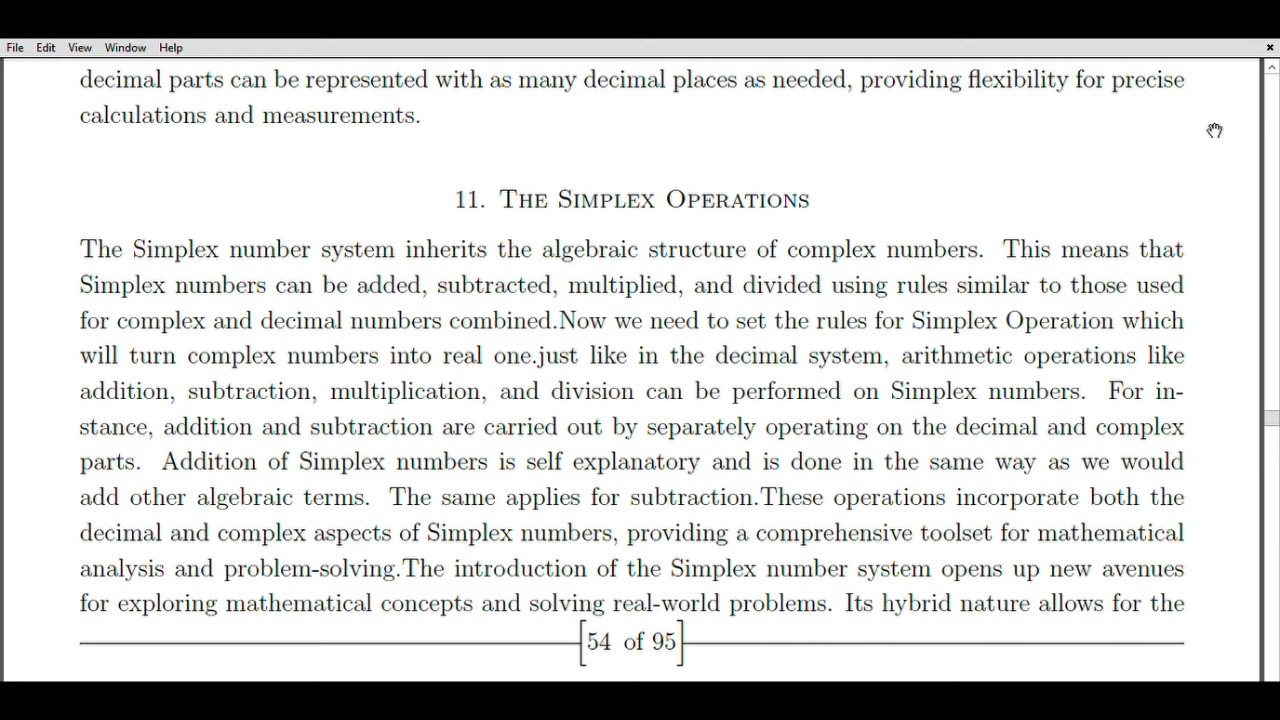 File Edit View Window Help
decimal parts can be represented with as many decimal places as needed, providing flexibility for precise
calculations and measurements.
11. The Simplex Operations
The Simplex number system inherits the algebraic structure of complex numbers. This means that
Simplex numbers can be added, subtracted, multiplied, and divided using rules similar to those used
for complex and decimal numbers combined.Now we need to set the rules for Simplex Operation which
will turn complex numbers into real one.just like in the decimal system, arithmetic operations like
addition, subtraction, multiplication, and division can be performed on Simplex numbers. For in-
stance, addition and subtraction are carried out by separately operating on the decimal and complex
parts. Addition of Simplex numbers is self explanatory and is done in the same way as we would
add other algebraic terms. The same applies for subtraction.These operations incorporate both the
decimal and complex aspects of Simplex numbers, providing a comprehensive toolset for mathematical
analysis and problem-solving.The introduction of the Simplex number system opens up new avenues
for exploring mathematical concepts and solving real-world problems. Its hybrid nature allows for the
[54 of 95]